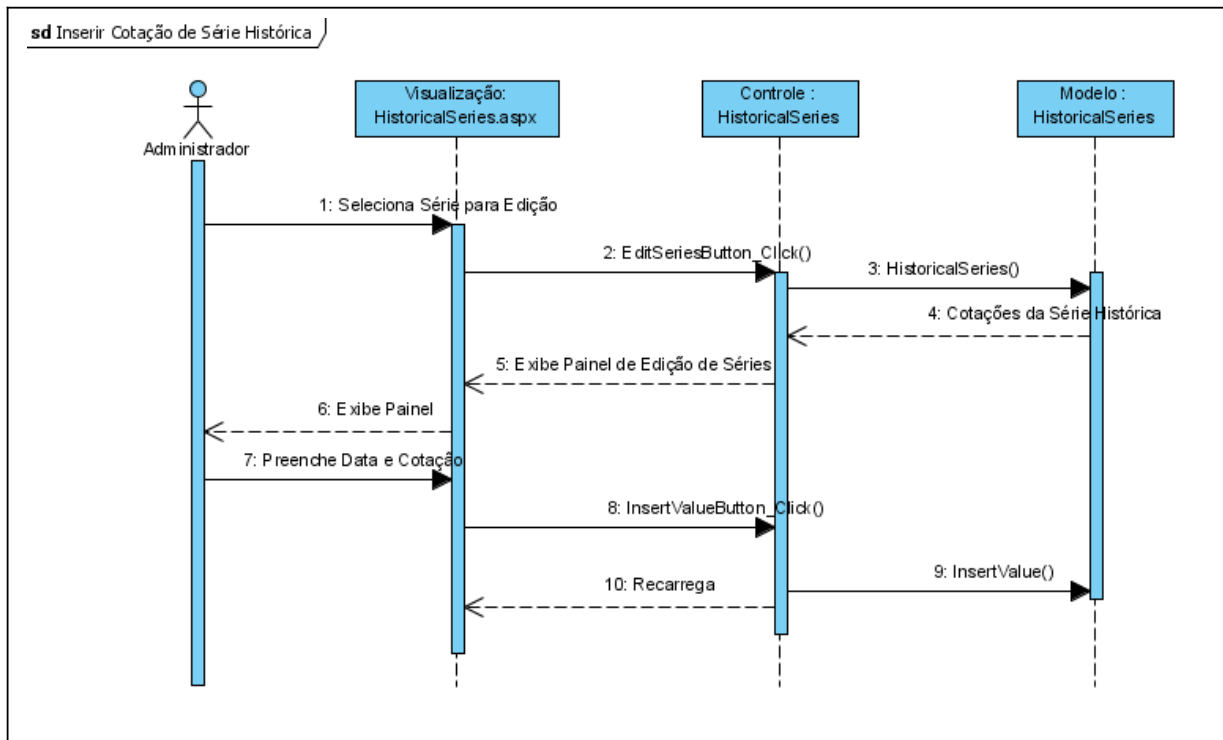 sd Inserir Cotação de Série Histórica
Administrador
Visualização:
HistoricalSeries.aspx
Controle :
HistoricalSeries
Modelo :
HistoricalSeries
1: Seleciona Série para Edição
2: EditSeriesButton_Click()
3: HistoricalSeries()
4: Cotações da Série Histórica
5: Exibe Painel de Edição de Séries
6: Exibe Painel
7: Preenche Data e Cotação
8: InsertValueButton_Click()
9: InsertValue()
10: Recarrega